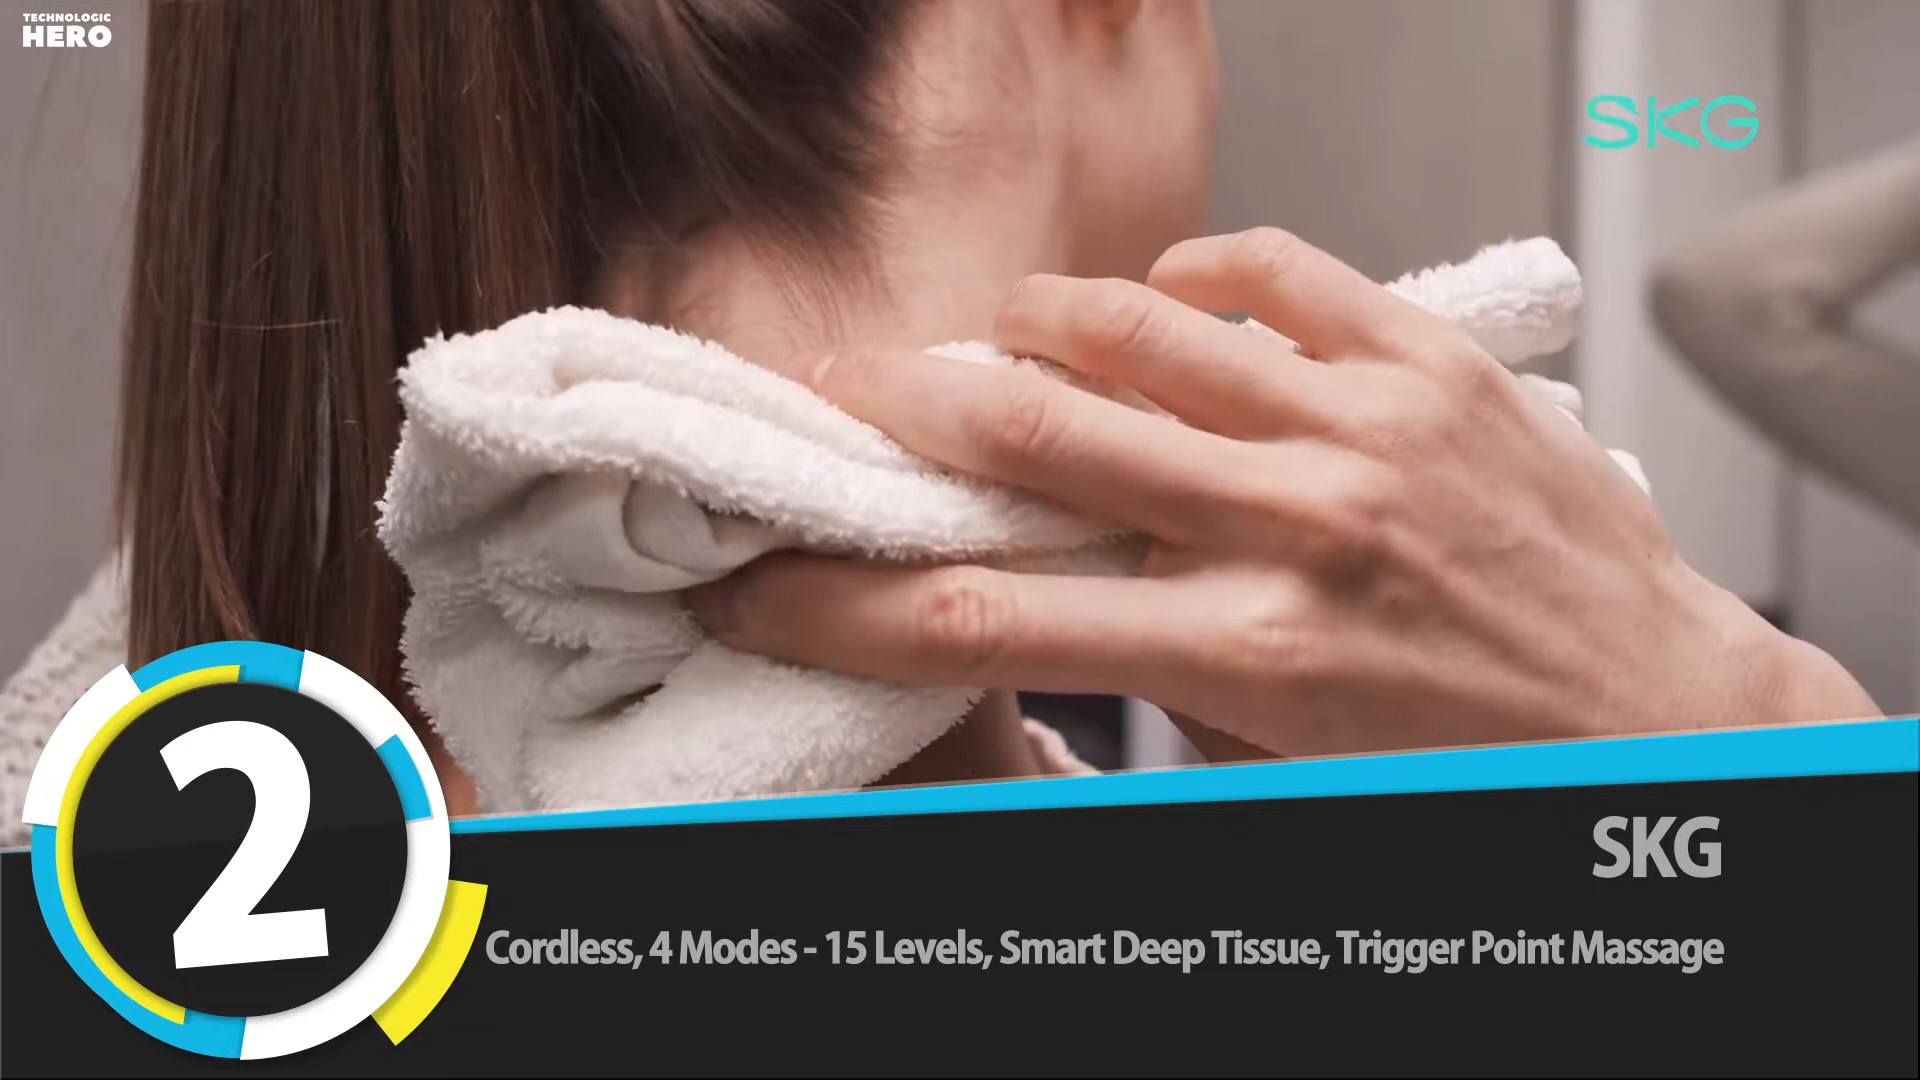 TECHNOLOGIC
HERO
SKG
2
SKG
Cordless, 4 Modes - 15 Levels, Smart Deep Tissue, Trigger Point Massage